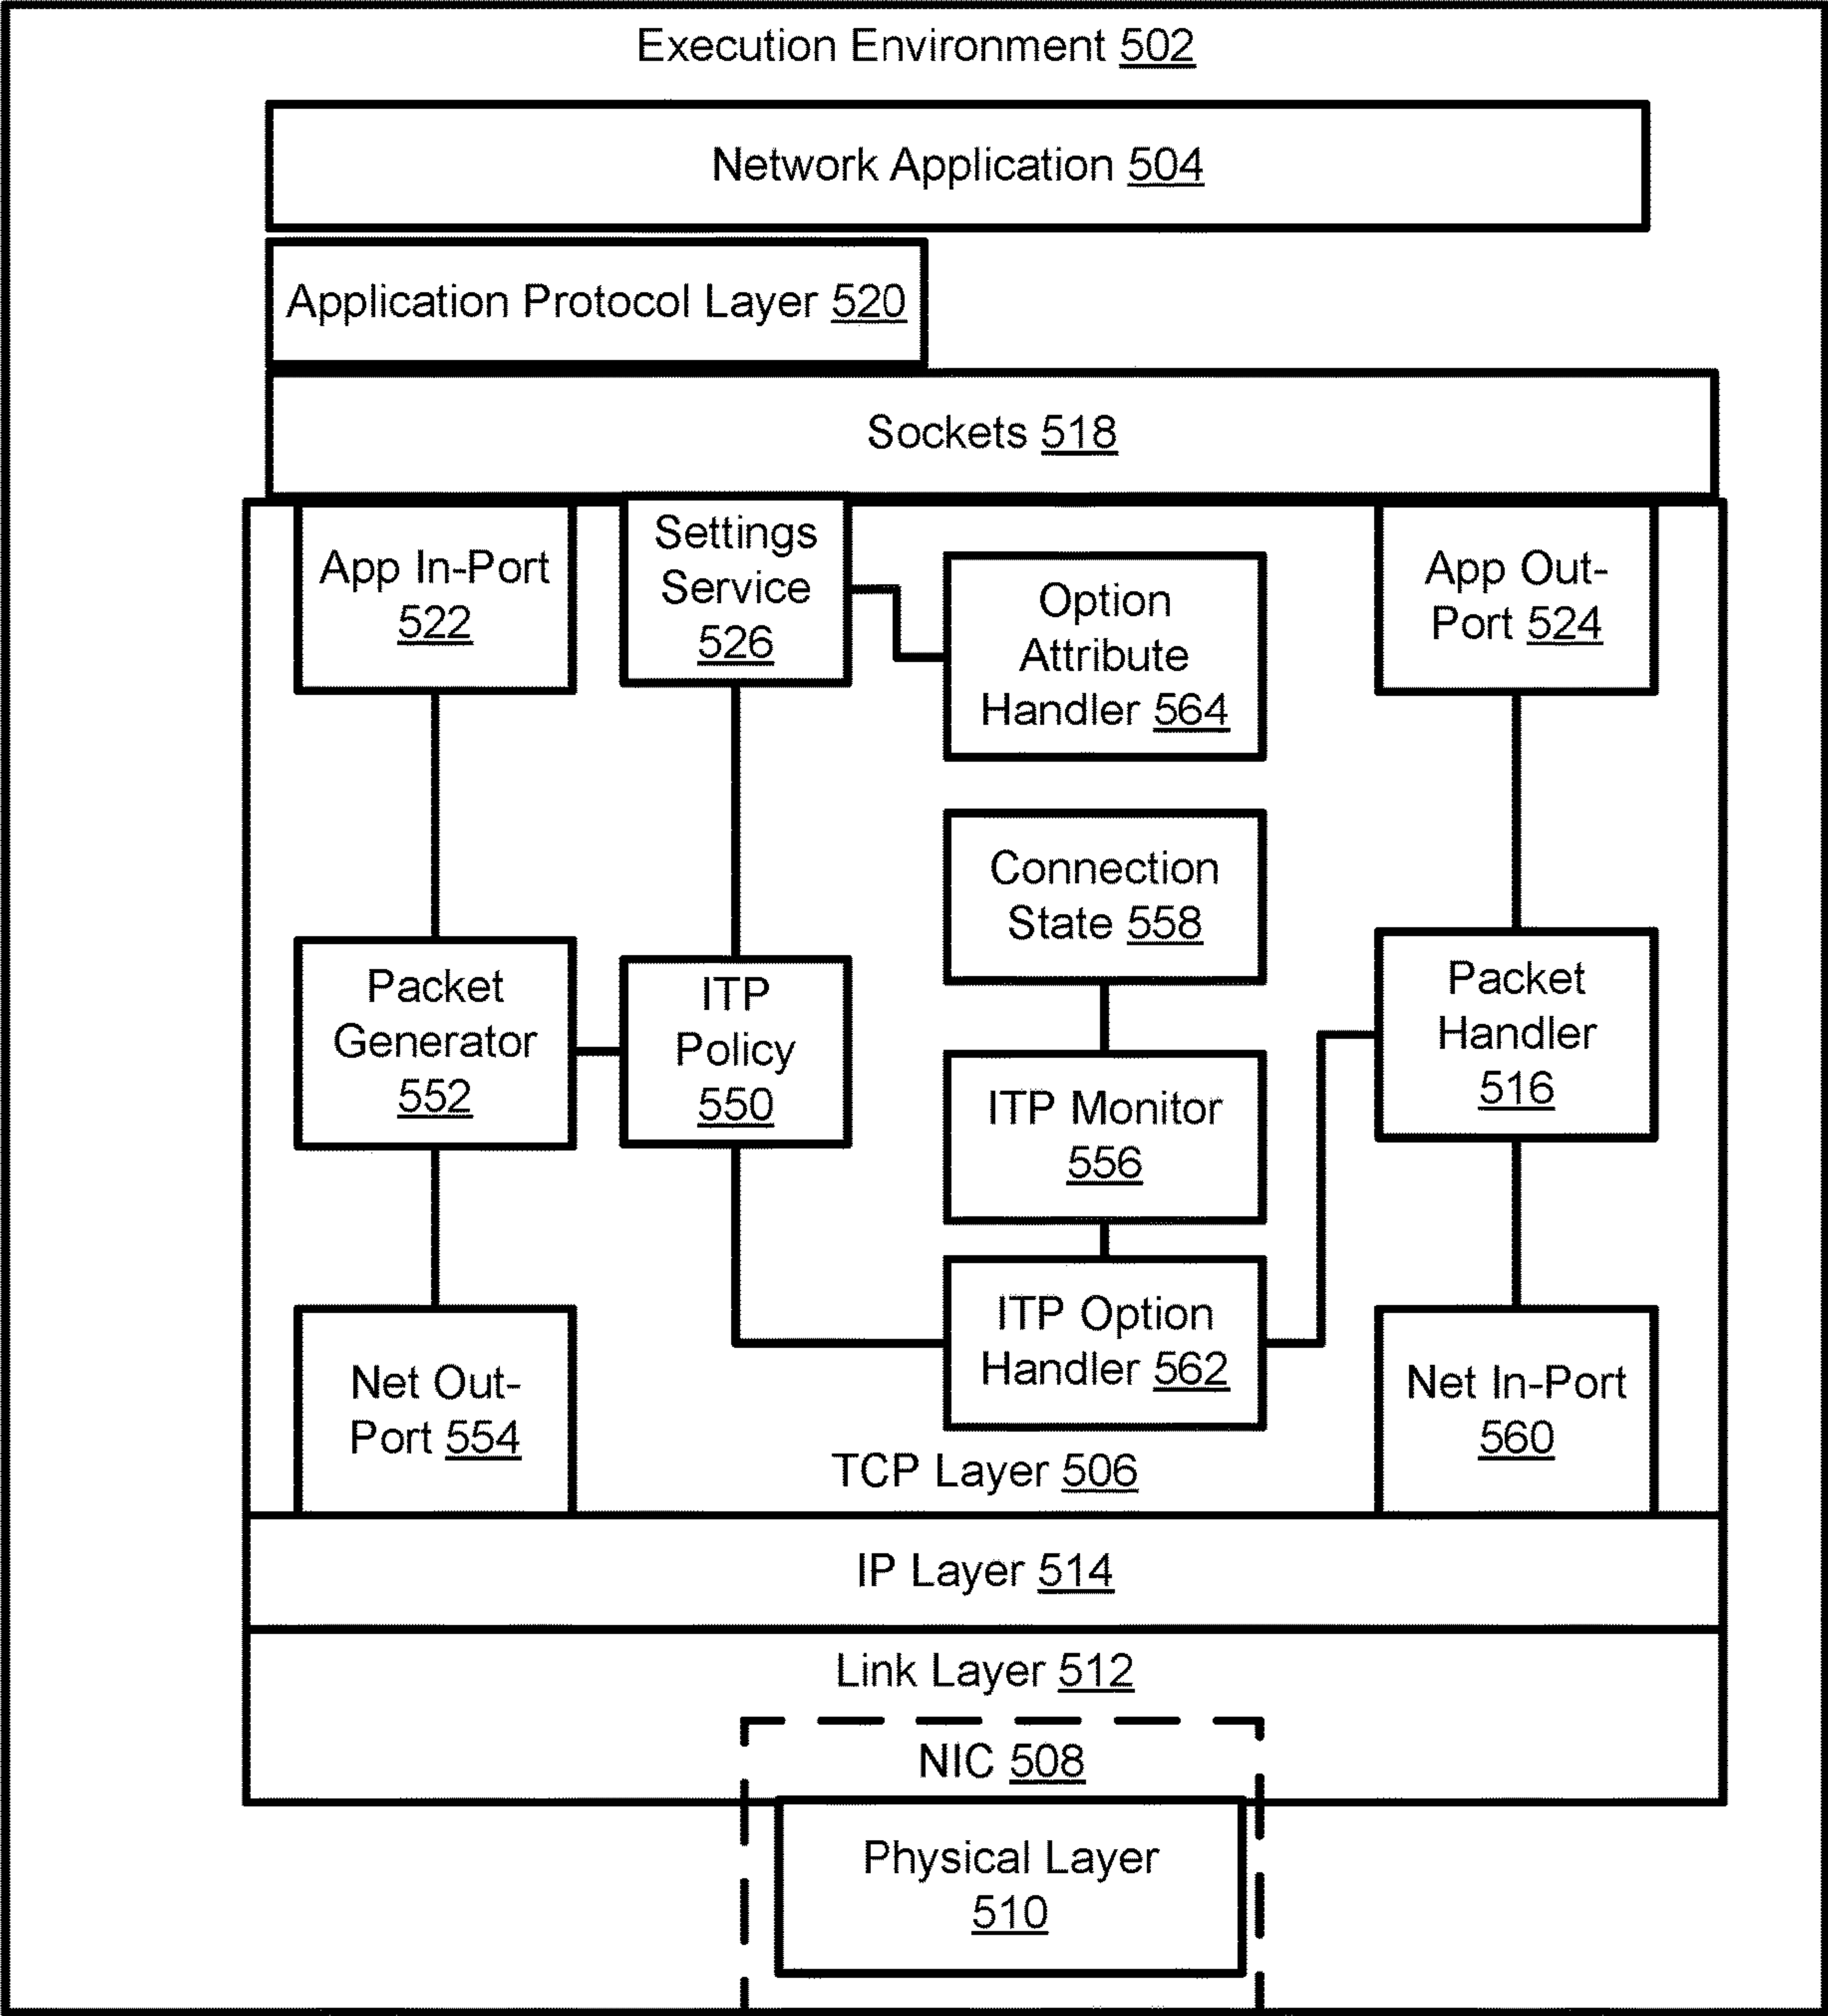 Execution Environment 502
Network Application 504
Application Protocol Layer 520
Sockets 518
App In-Port
522
Settings
Service
526
Option
Attribute
Handler 564
App Out-
Port 524
Connection
State 558
Packet
Generator
552
ITP
Policy
550
ITP Monitor
556
Packet
Handler
516
ITP Option
Handler 562
Net Out-
Port 554
Net In-Port
560
TCP Layer 506
IP Layer 514
Link Layer 512
NIC 508
Physical Layer
510